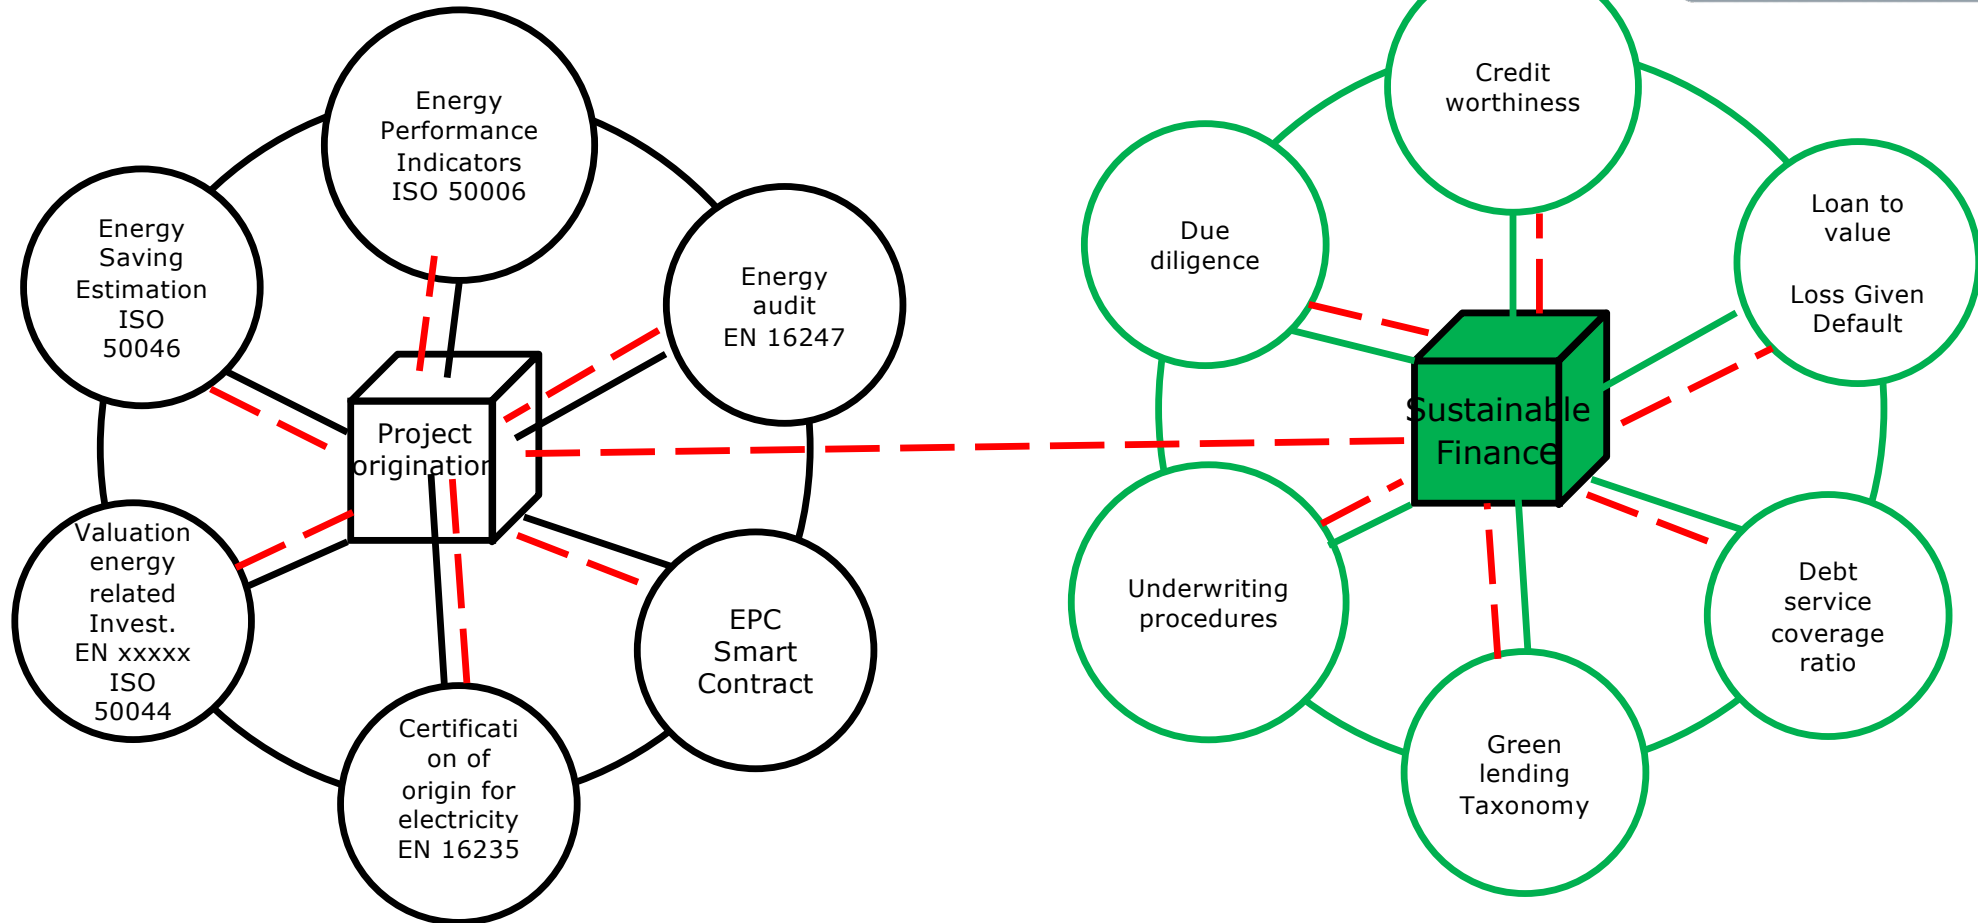 Energy
Performance
Indicators
ISO 50006
Energy
Saving
Estimation
ISO
50046
Energy
audit
EN 16247
Project
origination
Valuation
energy
related
Invest.
EN xxxxx
ISO
50044
EPC
Smart
Contract
Certificati
on of
origin for
electricity
EN 16235
Credit
worthiness
Due
diligence
Loan to
value
Loss Given
Default
Sustainable
Finance
Underwriting
procedures
Debt
service
coverage
ratio
Green
lending
Taxonomy